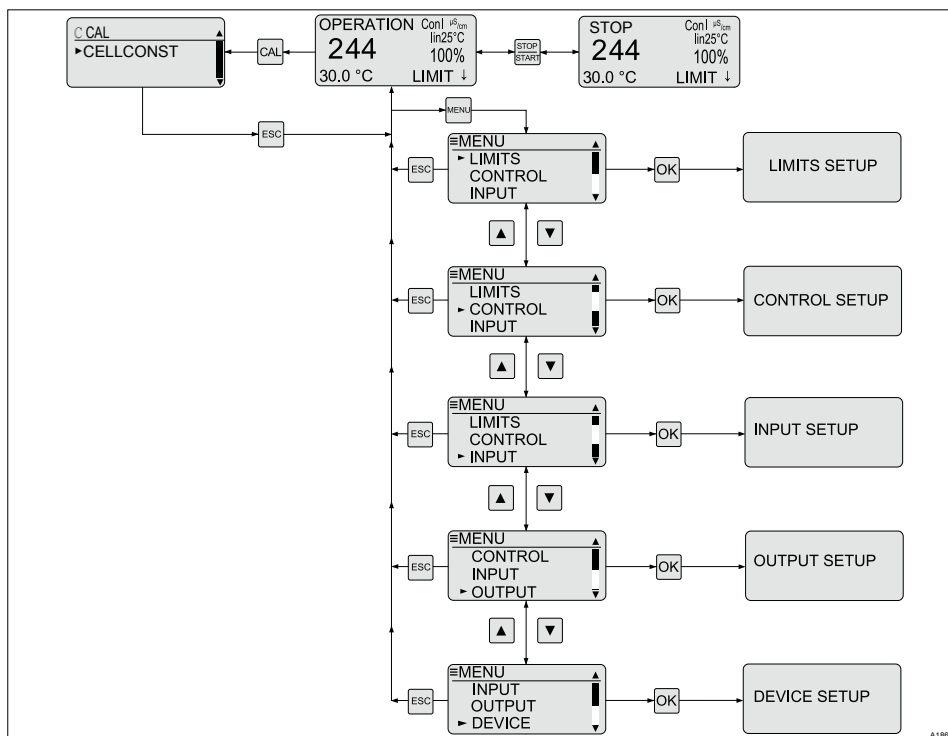 C CAL
►CELLCONST
CAL
OPERATION
Con I µS/cm
244
lin25°C
100%
30.0 °C
LIMIT ↓
STOP
START
STOP
Con I µS/cm
244
lin25°C
100%
30.0 °C
LIMIT ↓
ESC
MENU
≡MENU
► LIMITS
CONTROL
INPUT
ESC
OK
LIMITS SETUP
▲
▼
≡MENU
LIMITS
► CONTROL
INPUT
ESC
OK
CONTROL SETUP
▲
▼
≡MENU
LIMITS
CONTROL
► INPUT
ESC
OK
INPUT SETUP
▲
▼
≡MENU
CONTROL
INPUT
► OUTPUT
ESC
OK
OUTPUT SETUP
▲
▼
≡MENU
INPUT
OUTPUT
► DEVICE
ESC
OK
DEVICE SETUP